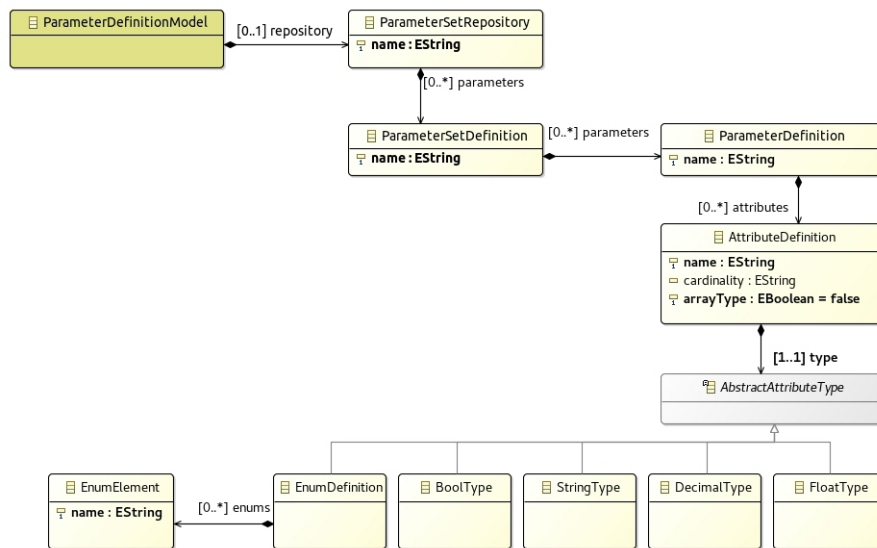 ParameterDefinitionModel
[0..1] repository
ParameterSetRepository
name : EString
[0..*] parameters
ParameterSetDefinition
name : EString
[0..*] parameters
ParameterDefinition
name : EString
[0..*] attributes
AttributeDefinition
name : EString
cardinality : EString
arrayType : EBoolean = false
[1..1] type
AbstractAttributeType
EnumElement
name : EString
[0..*] enums
EnumDefinition
BoolType
StringType
DecimalType
FloatType